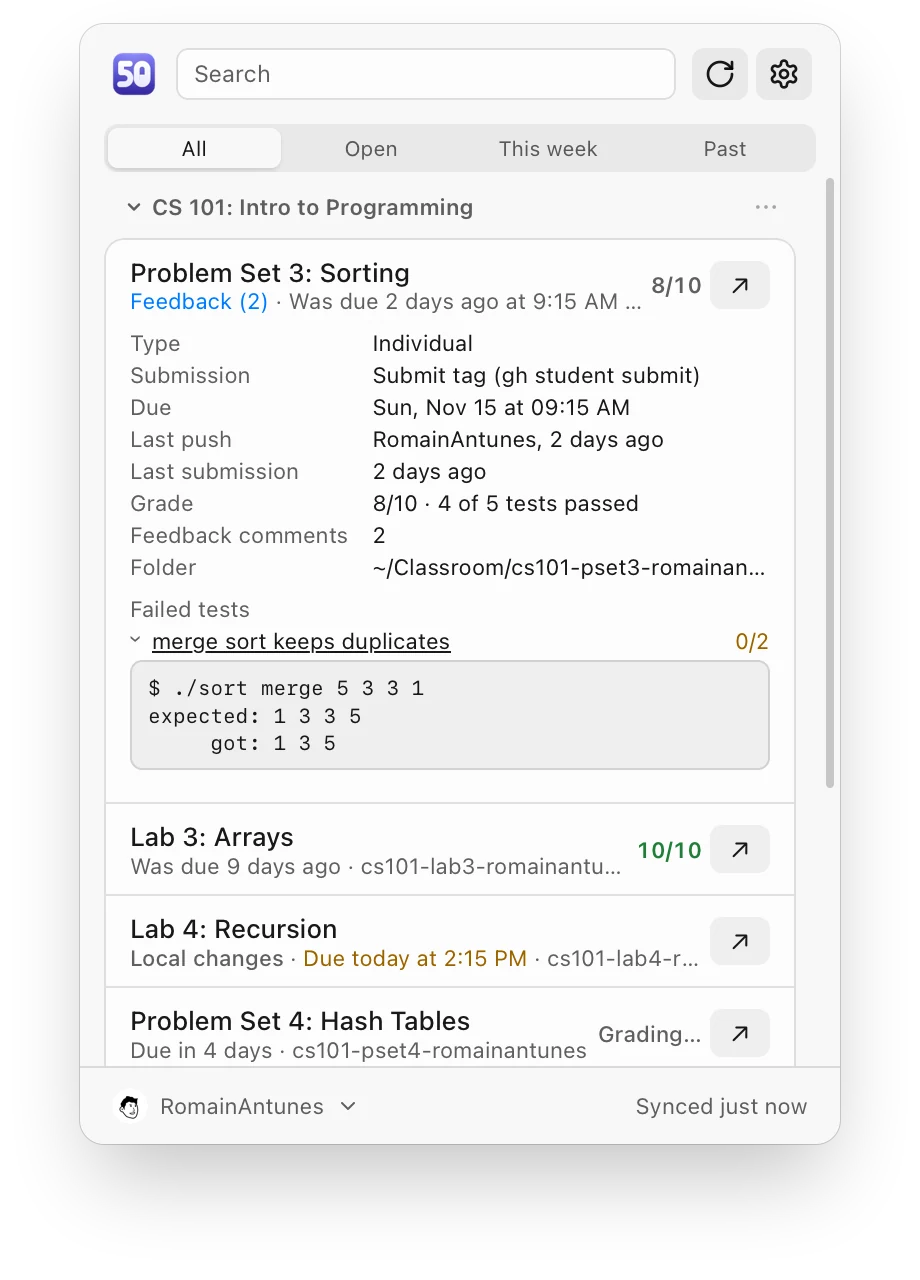 50 Search
All Open This week Past
CS 101: Intro to Programming ...
Problem Set 3: Sorting
Feedback (2) · Was due 2 days ago at 9:15 AM ... 8/10
Type Individual
Submission Submit tag (gh student submit)
Due Sun, Nov 15 at 09:15 AM
Last push RomainAntunes, 2 days ago
Last submission 2 days ago
Grade 8/10 · 4 of 5 tests passed
Feedback comments 2
Folder ~/Classroom/cs101-pset3-romainan...
Failed tests
merge sort keeps duplicates 0/2
$ ./sort merge 5 3 3 1
expected: 1 3 3 5
     got: 1 3 5
Lab 3: Arrays
Was due 9 days ago · cs101-lab3-romainantu... 10/10
Lab 4: Recursion
Local changes · Due today at 2:15 PM · cs101-lab4-r...
Problem Set 4: Hash Tables
Due in 4 days · cs101-pset4-romainantunes Grading...
RomainAntunes Synced just now